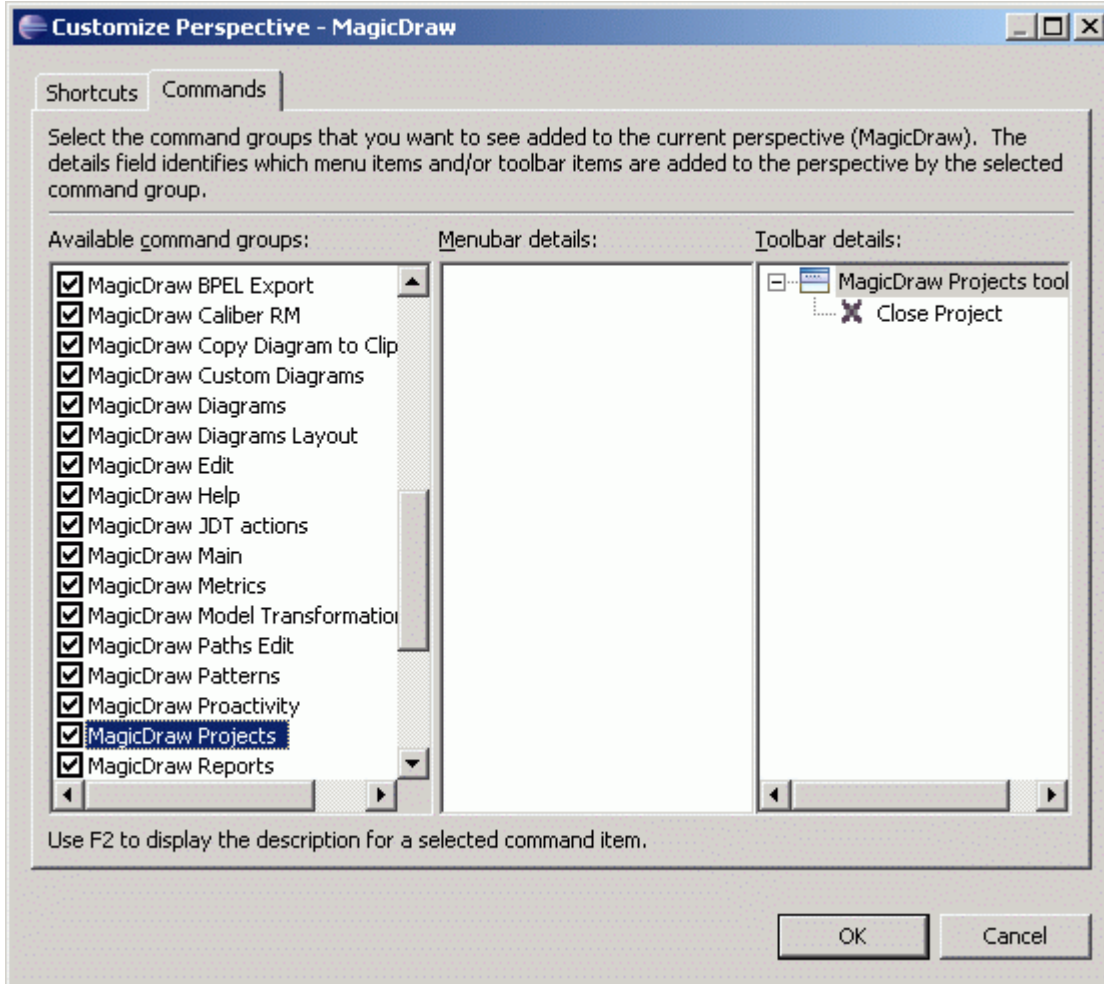 Customize Perspective - MagicDraw
Shortcuts
Commands
Select the command groups that you want to see added to the current perspective (MagicDraw). The
details field identifies which menu items and/or toolbar items are added to the perspective by the selected
command group.
Available command groups:
Menubar details:
Toolbar details:
MagicDraw BPEL Export
MagicDraw Caliber RM
MagicDraw Copy Diagram to Clip
MagicDraw Custom Diagrams
MagicDraw Diagrams
MagicDraw Diagrams Layout
MagicDraw Edit
MagicDraw Help
MagicDraw JDT actions
MagicDraw Main
MagicDraw Metrics
MagicDraw Model Transformation
MagicDraw Paths Edit
MagicDraw Patterns
MagicDraw Proactivity
MagicDraw Projects
MagicDraw Reports
MagicDraw Projects tool
Close Project
Use F2 to display the description for a selected command item.
OK
Cancel